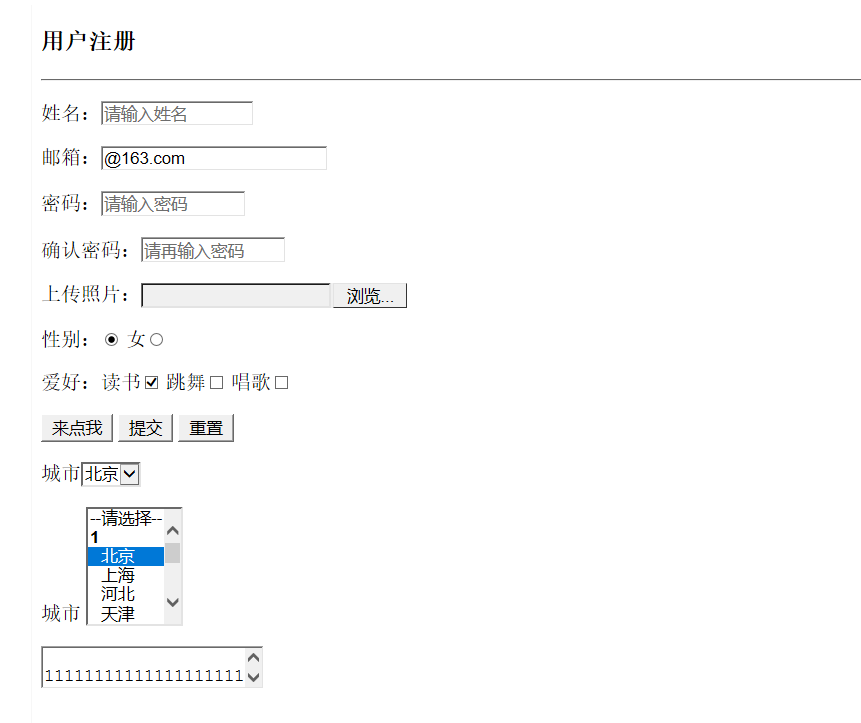 用户注册
姓名：请输入姓名
邮箱：@163.com
密码：请输入密码
确认密码：请再输入密码
上传照片：浏览...
性别： 女
爱好：读书 跳舞 唱歌
来点我 提交 重置
城市 北京
--请选择--
1
北京
上海
河北
城市 天津
11111111111111111111